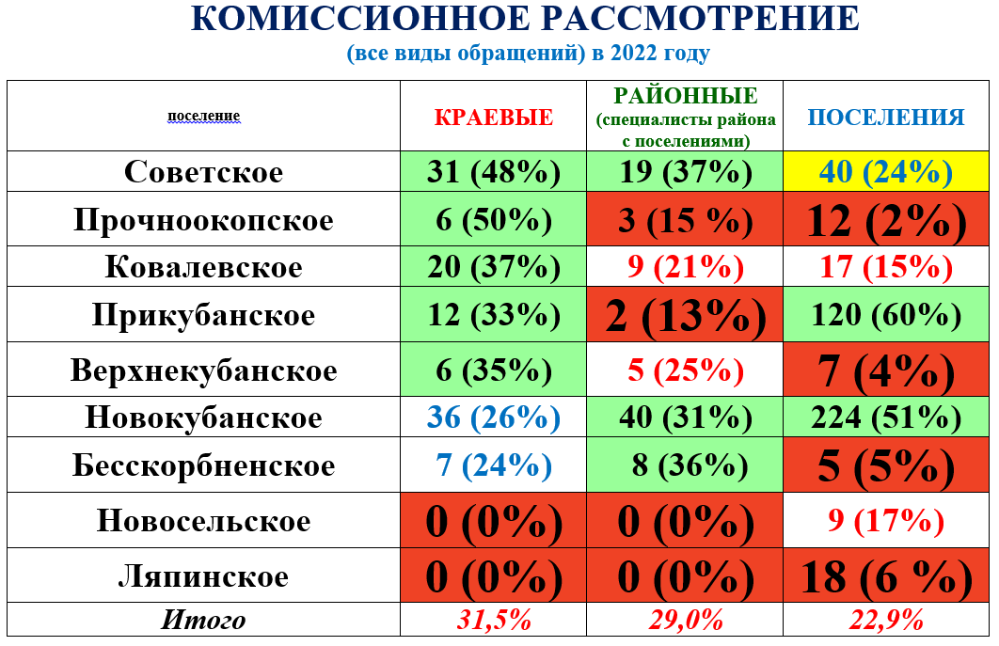 КОМИССИОННОЕ РАССМОТРЕНИЕ
(все виды обращений) в 2022 году
поселение КРАЕВЫЕ РАЙОННЫЕ (специалисты района с поселениями) ПОСЕЛЕНИЯ
Советское 31 (48%) 19 (37%) 40 (24%)
Прочноокопское 6 (50%) 3 (15 %) 12 (2%)
Ковалевское 20 (37%) 9 (21%) 17 (15%)
Прикубанское 12 (33%) 2 (13%) 120 (60%)
Верхнекубанское 6 (35%) 5 (25%) 7 (4%)
Новокубанское 36 (26%) 40 (31%) 224 (51%)
Бесскорбненское 7 (24%) 8 (36%) 5 (5%)
Новосельское 0 (0%) 0 (0%) 9 (17%)
Ляпинское 0 (0%) 0 (0%) 18 (6 %)
Итого 31,5% 29,0% 22,9%